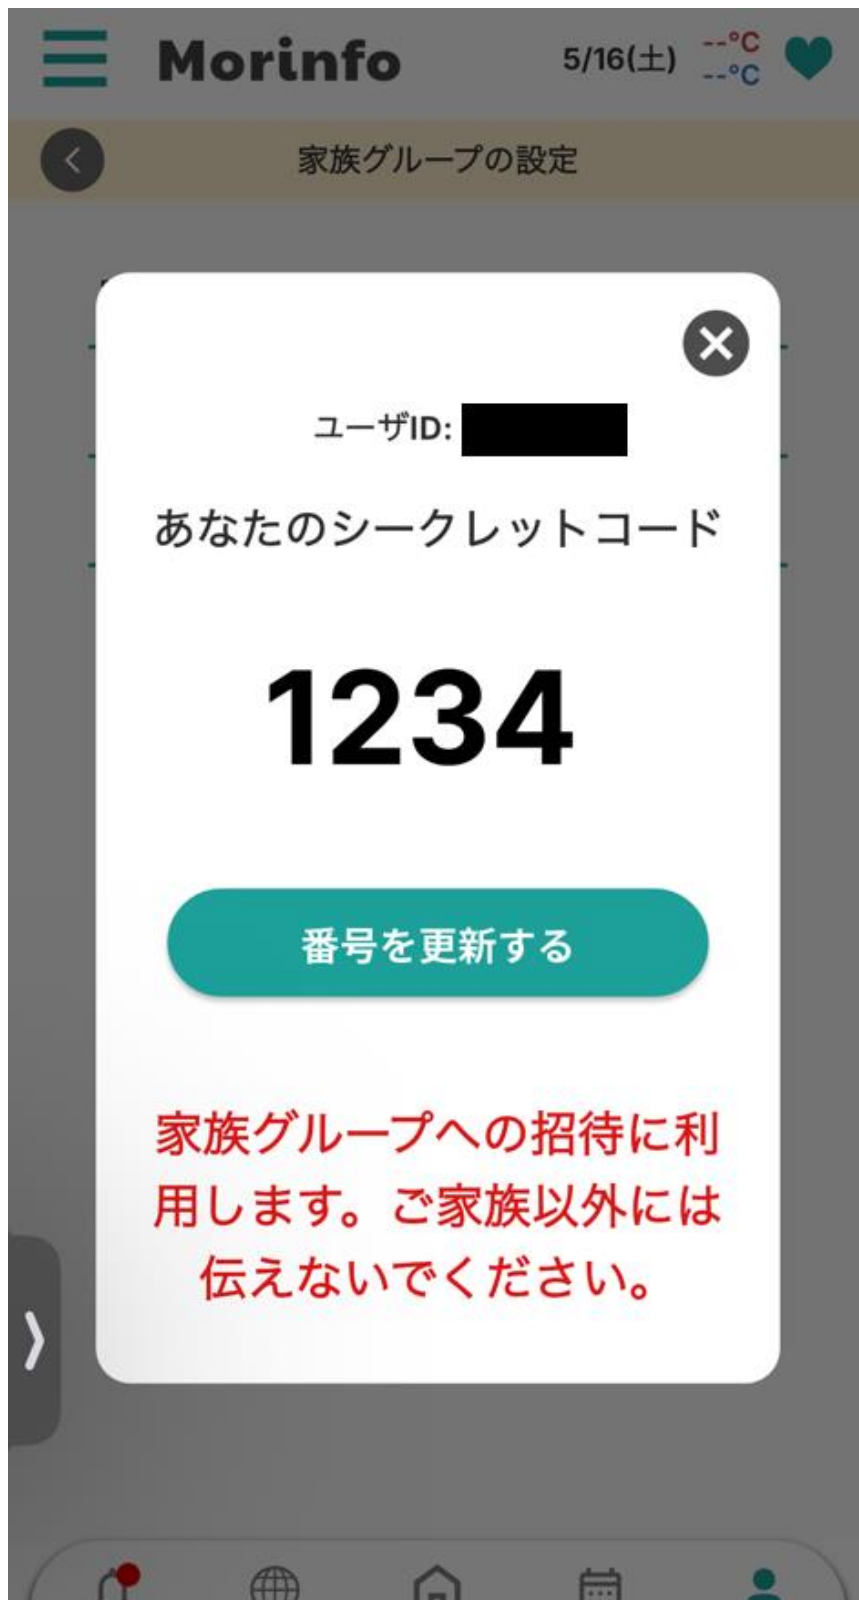 Morinfo
5/16(土)
--°C
--°C
家族グループの設定
ユーザID:
あなたのシークレットコード
1234
番号を更新する
家族グループへの招待に利
用します。ご家族以外には
伝えないでください。